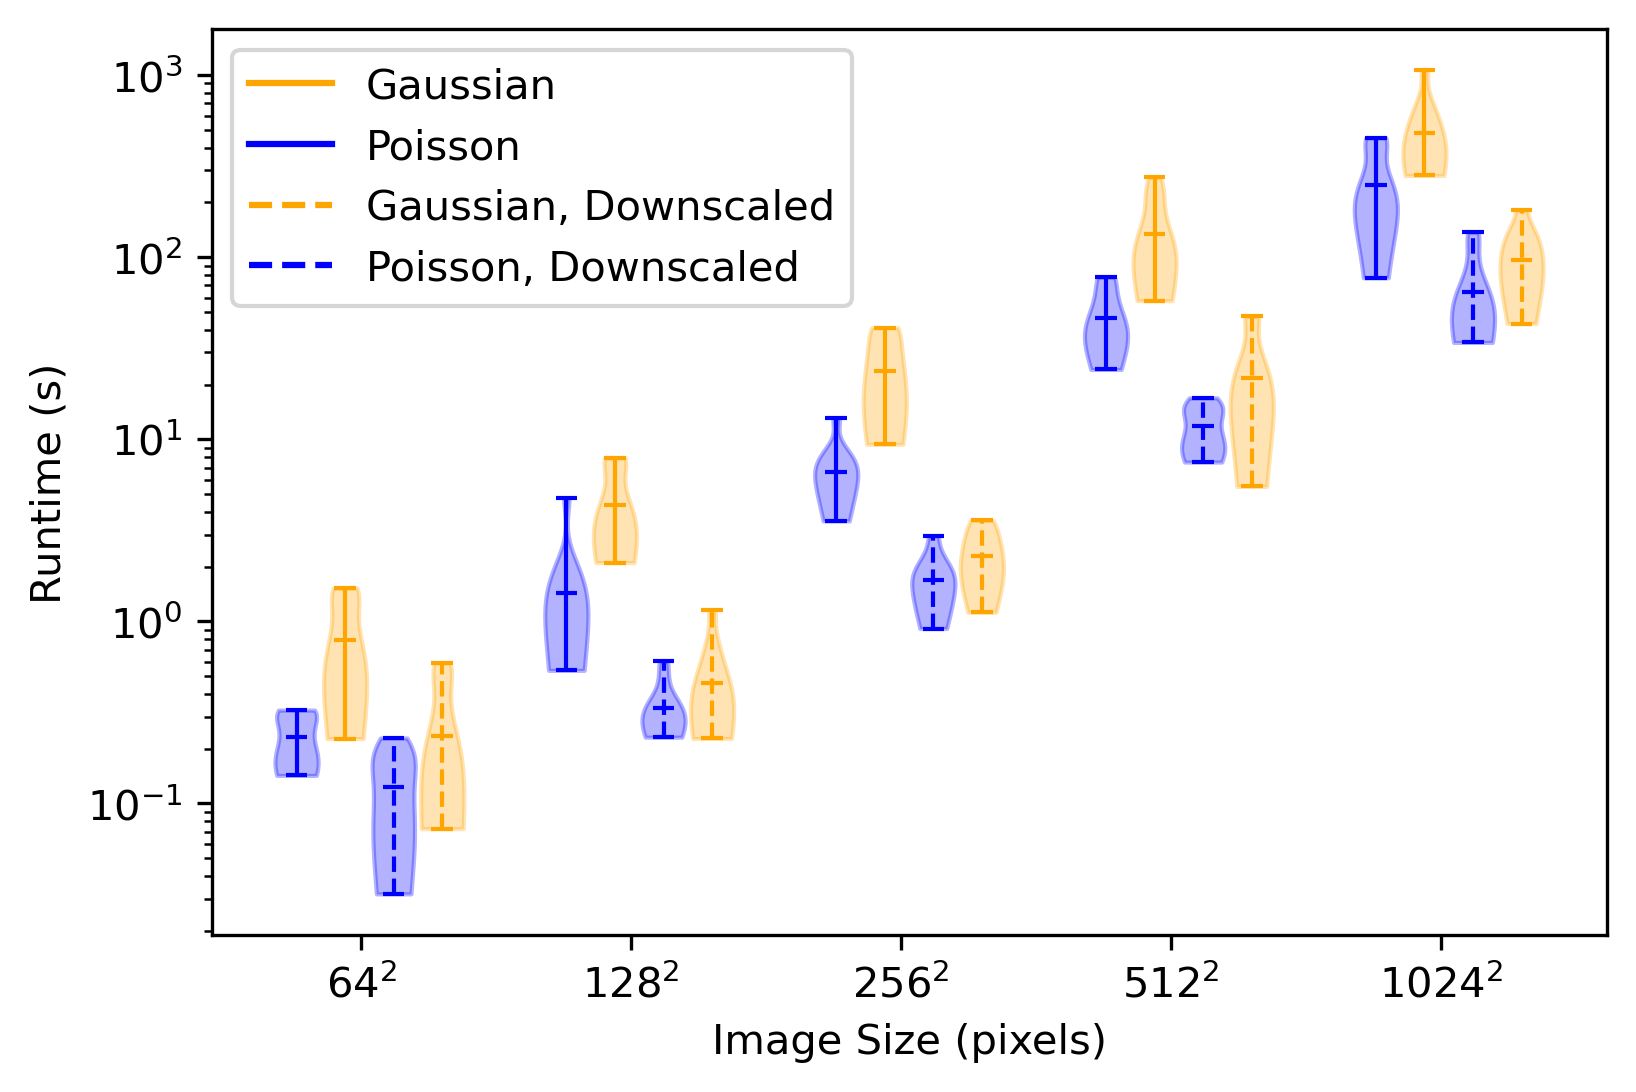 10³
10²
10¹
10⁰
10⁻¹
Runtime (s)
Gaussian
Poisson
Gaussian, Downscaled
Poisson, Downscaled
64² 128² 256² 512² 1024²
Image Size (pixels)